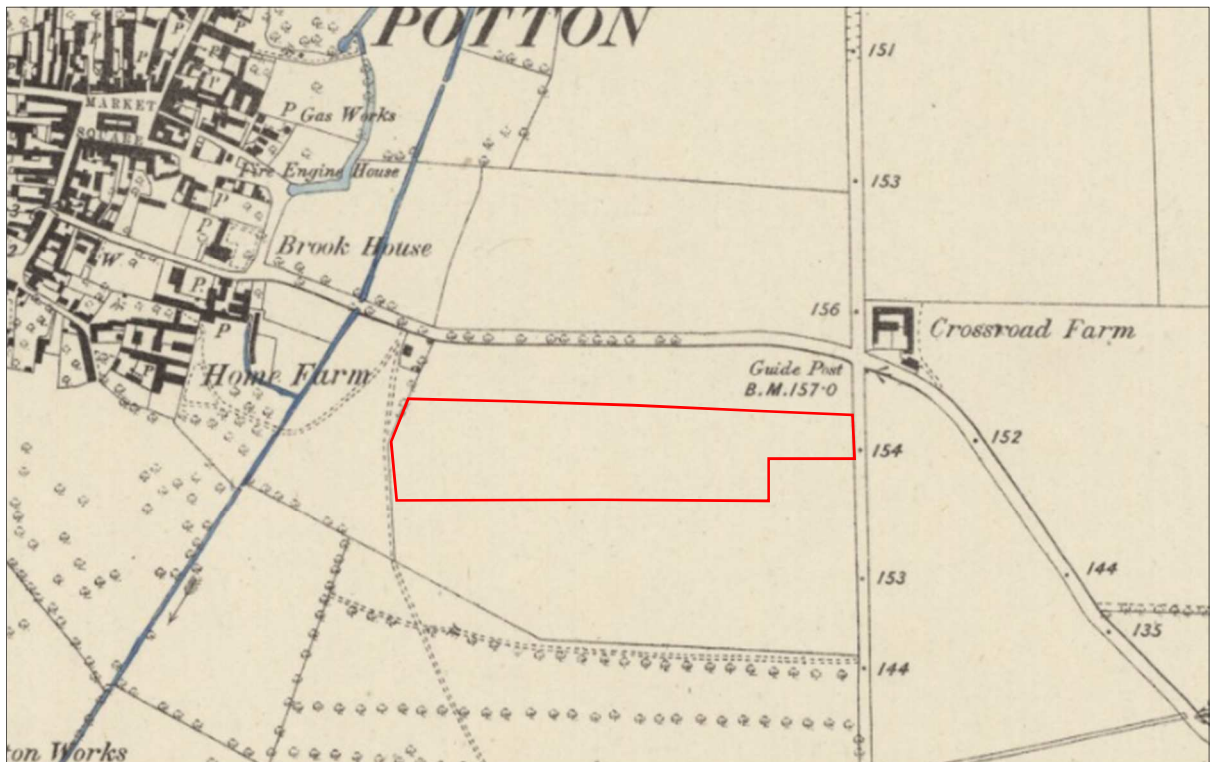 POTTON
151
P
P
P
MARKET
P
P Gas Works
SQUARE
Fire Engine House
153
P
P
Brook House
2
W
P
156
Crossroad Farm
P
Guide Post
B.M.157·0
Home Farm
P
152
154
153
144
135
144
ton Works